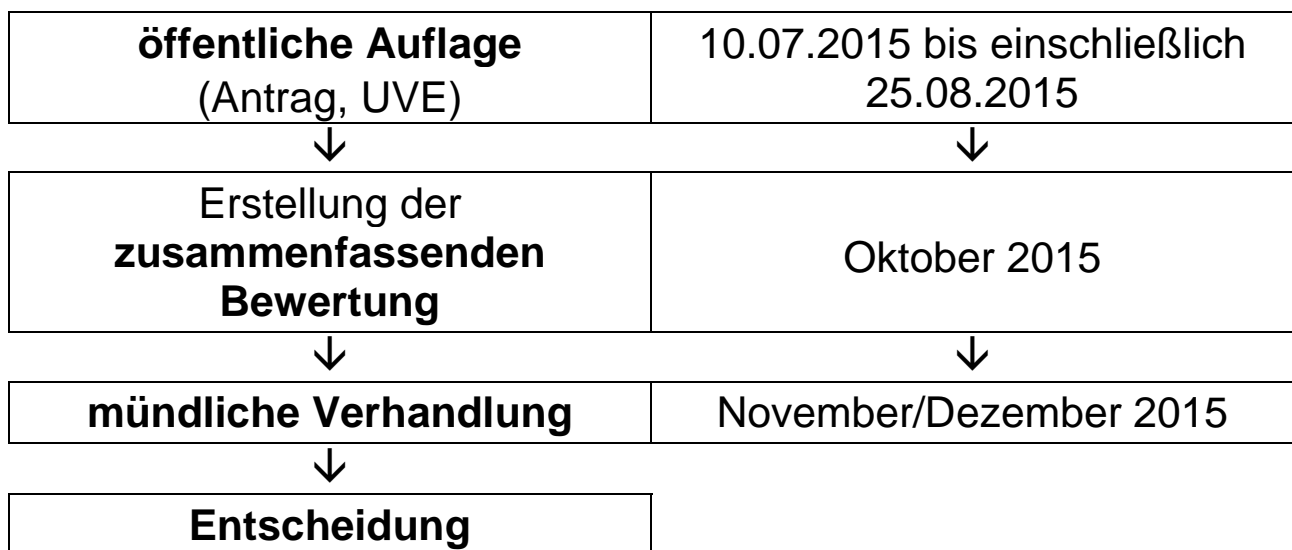 öffentliche Auflage
(Antrag, UVE)
10.07.2015 bis einschließlich
25.08.2015
↓
↓
Erstellung der
zusammenfassenden
Bewertung
Oktober 2015
↓
↓
mündliche Verhandlung
November/Dezember 2015
↓
Entscheidung